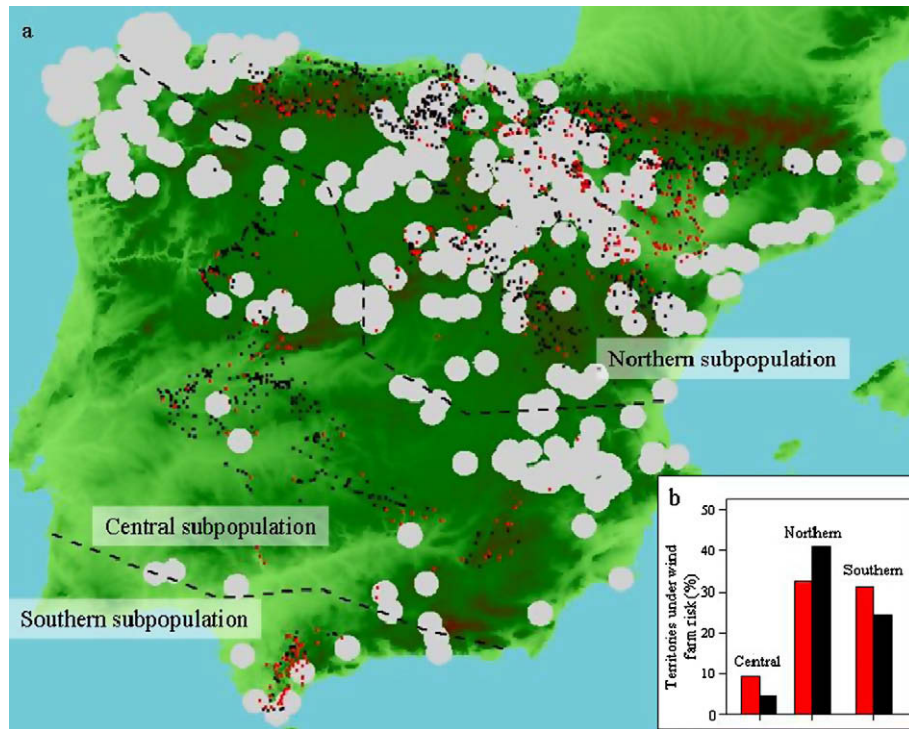 a
Northern subpopulation
Central subpopulation
Southern subpopulation
b
Territories under wind
farm risk (%)
50
40
30
20
10
0
Central
Northern
Southern